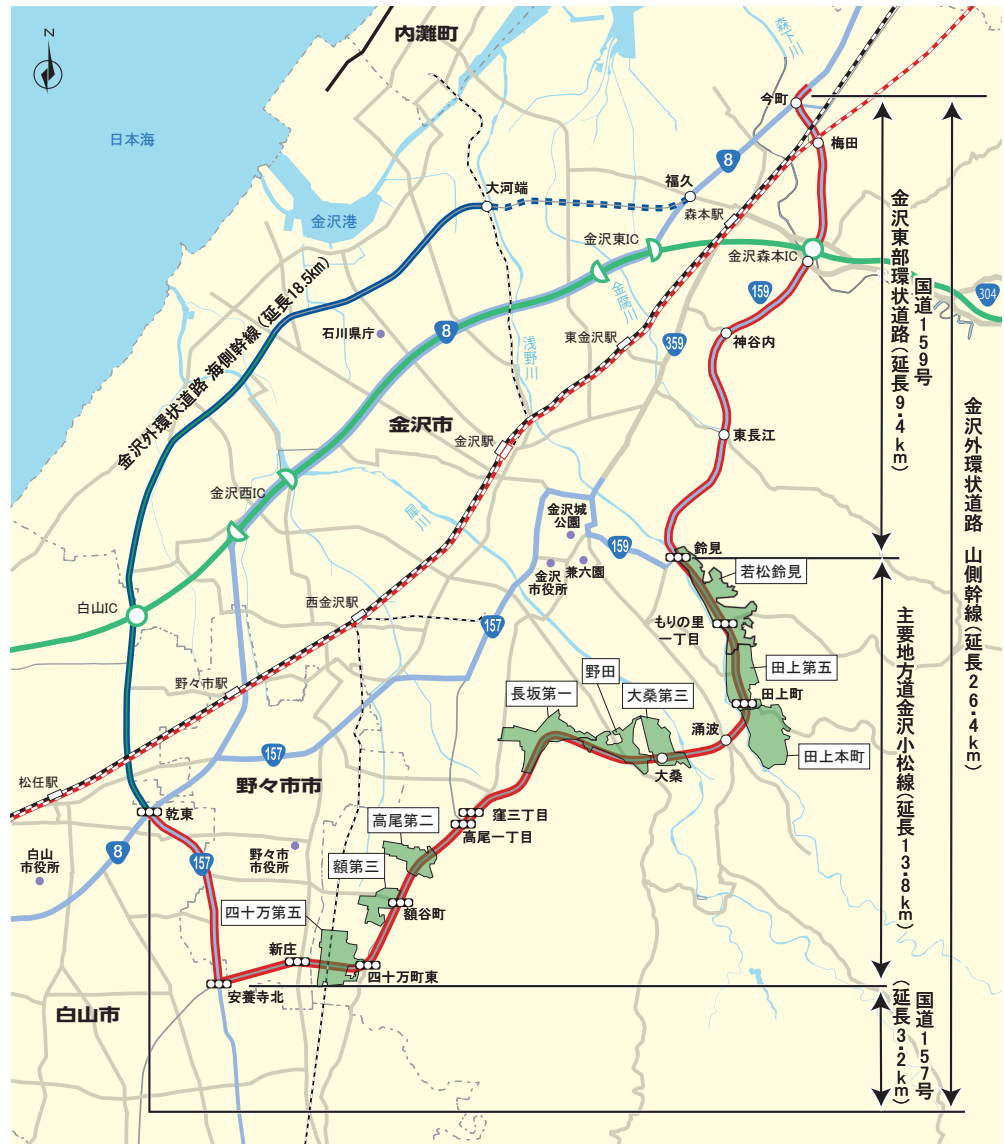 N
内灘町
森下川
今町
日本海
8
梅田
大河端
福久
森本駅
金沢港
金沢東IC
金沢森本IC
159
304
金腐川
金沢外環状道路 海側幹線(延長18.5km)
石川県庁
8
浅野川
東金沢駅
359
神谷内
金沢市
金沢駅
東長江
金沢西IC
犀川
金沢城
公園
159
鈴見
金沢
市役所
兼六園
若松鈴見
白山IC
西金沢駅
157
もりの里
一丁目
野々市駅
長坂第一
野田
大桑第三
田上第五
田上町
涌波
157
大桑
田上本町
松任駅
野々市市
乾東
窪三丁目
高尾第二
高尾一丁目
8
157
白山
市役所
野々市
市役所
額第三
額谷町
四十万第五
新庄
四十万町東
安養寺北
白山市
国道159号
金沢東部環状道路(延長9・4km)
金沢外環状道路 山側幹線(延長26・4km)
主要地方道金沢小松線(延長13・8km)
国道157号
(延長3・2km)